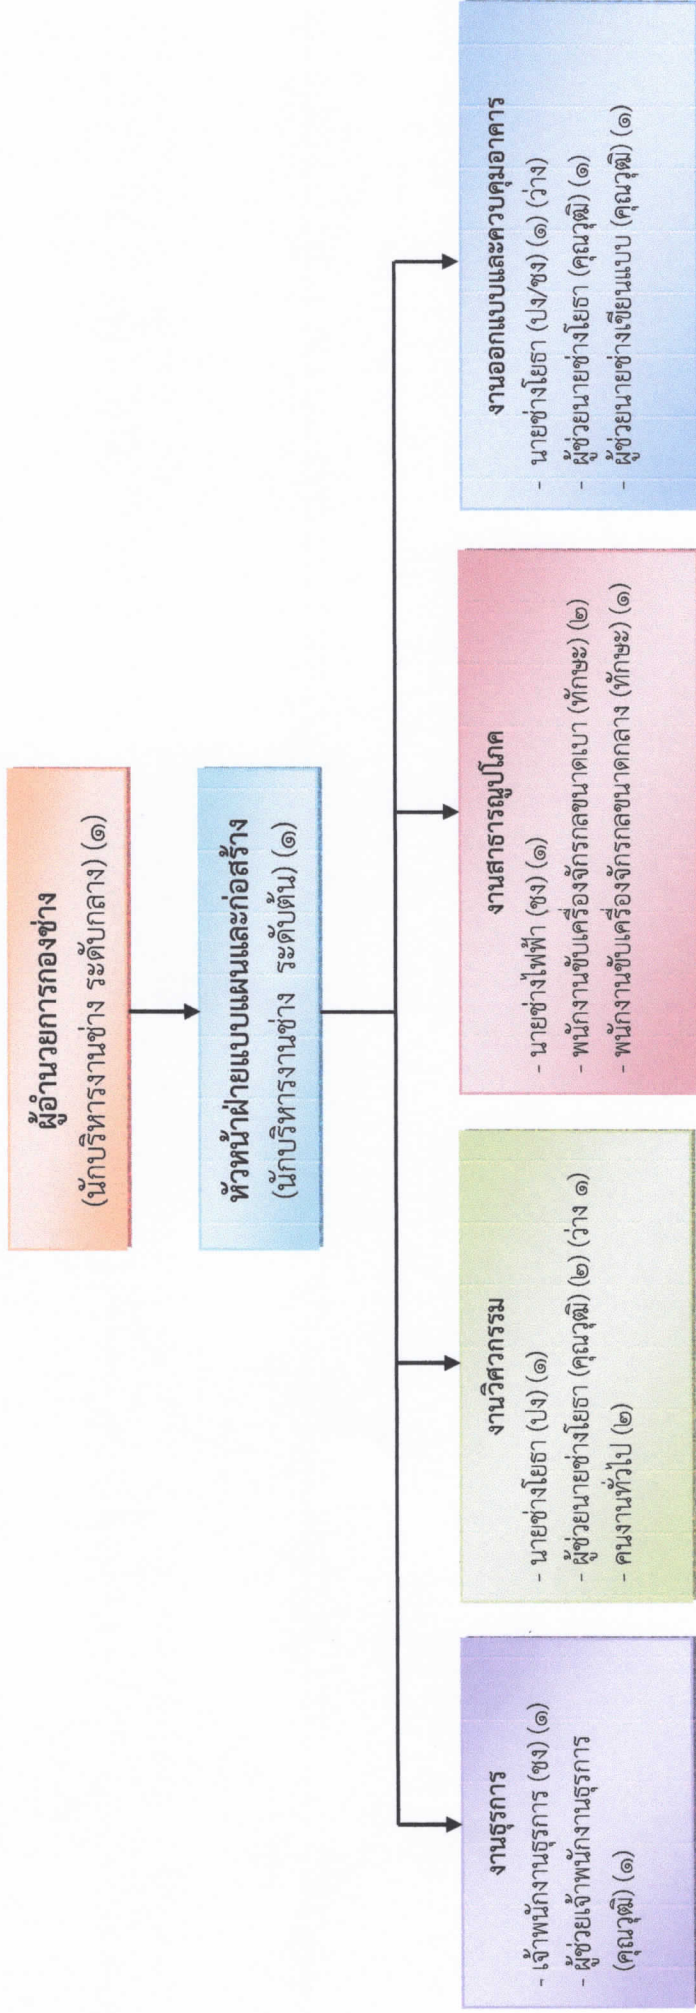 ผู้อำนวยการกองช่าง
(นักบริหารงานช่าง ระดับกลาง) (๑)
หัวหน้าฝ่ายแบบแผนและก่อสร้าง
(นักบริหารงานช่าง ระดับต้น) (๑)
งานธุรการ
- เจ้าพนักงานธุรการ (ชง) (๑)
- ผู้ช่วยเจ้าพนักงานธุรการ
(คุณวุฒิ) (๑)
งานวิศวกรรม
- นายช่างโยธา (ปง) (๑)
- ผู้ช่วยนายช่างโยธา (คุณวุฒิ) (๒) (ว่าง ๑)
- คนงานทั่วไป (๒)
งานสาธารณูปโภค
- นายช่างไฟฟ้า (ชง) (๑)
- พนักงานขับเครื่องจักรกลขนาดเบา (ทักษะ) (๒)
- พนักงานขับเครื่องจักรกลขนาดกลาง (ทักษะ) (๑)
งานออกแบบและควบคุมอาคาร
- นายช่างโยธา (ปง/ชง) (๑) (ว่าง)
- ผู้ช่วยนายช่างโยธา (คุณวุฒิ) (๑)
- ผู้ช่วยนายช่างเขียนแบบ (คุณวุฒิ) (๑)